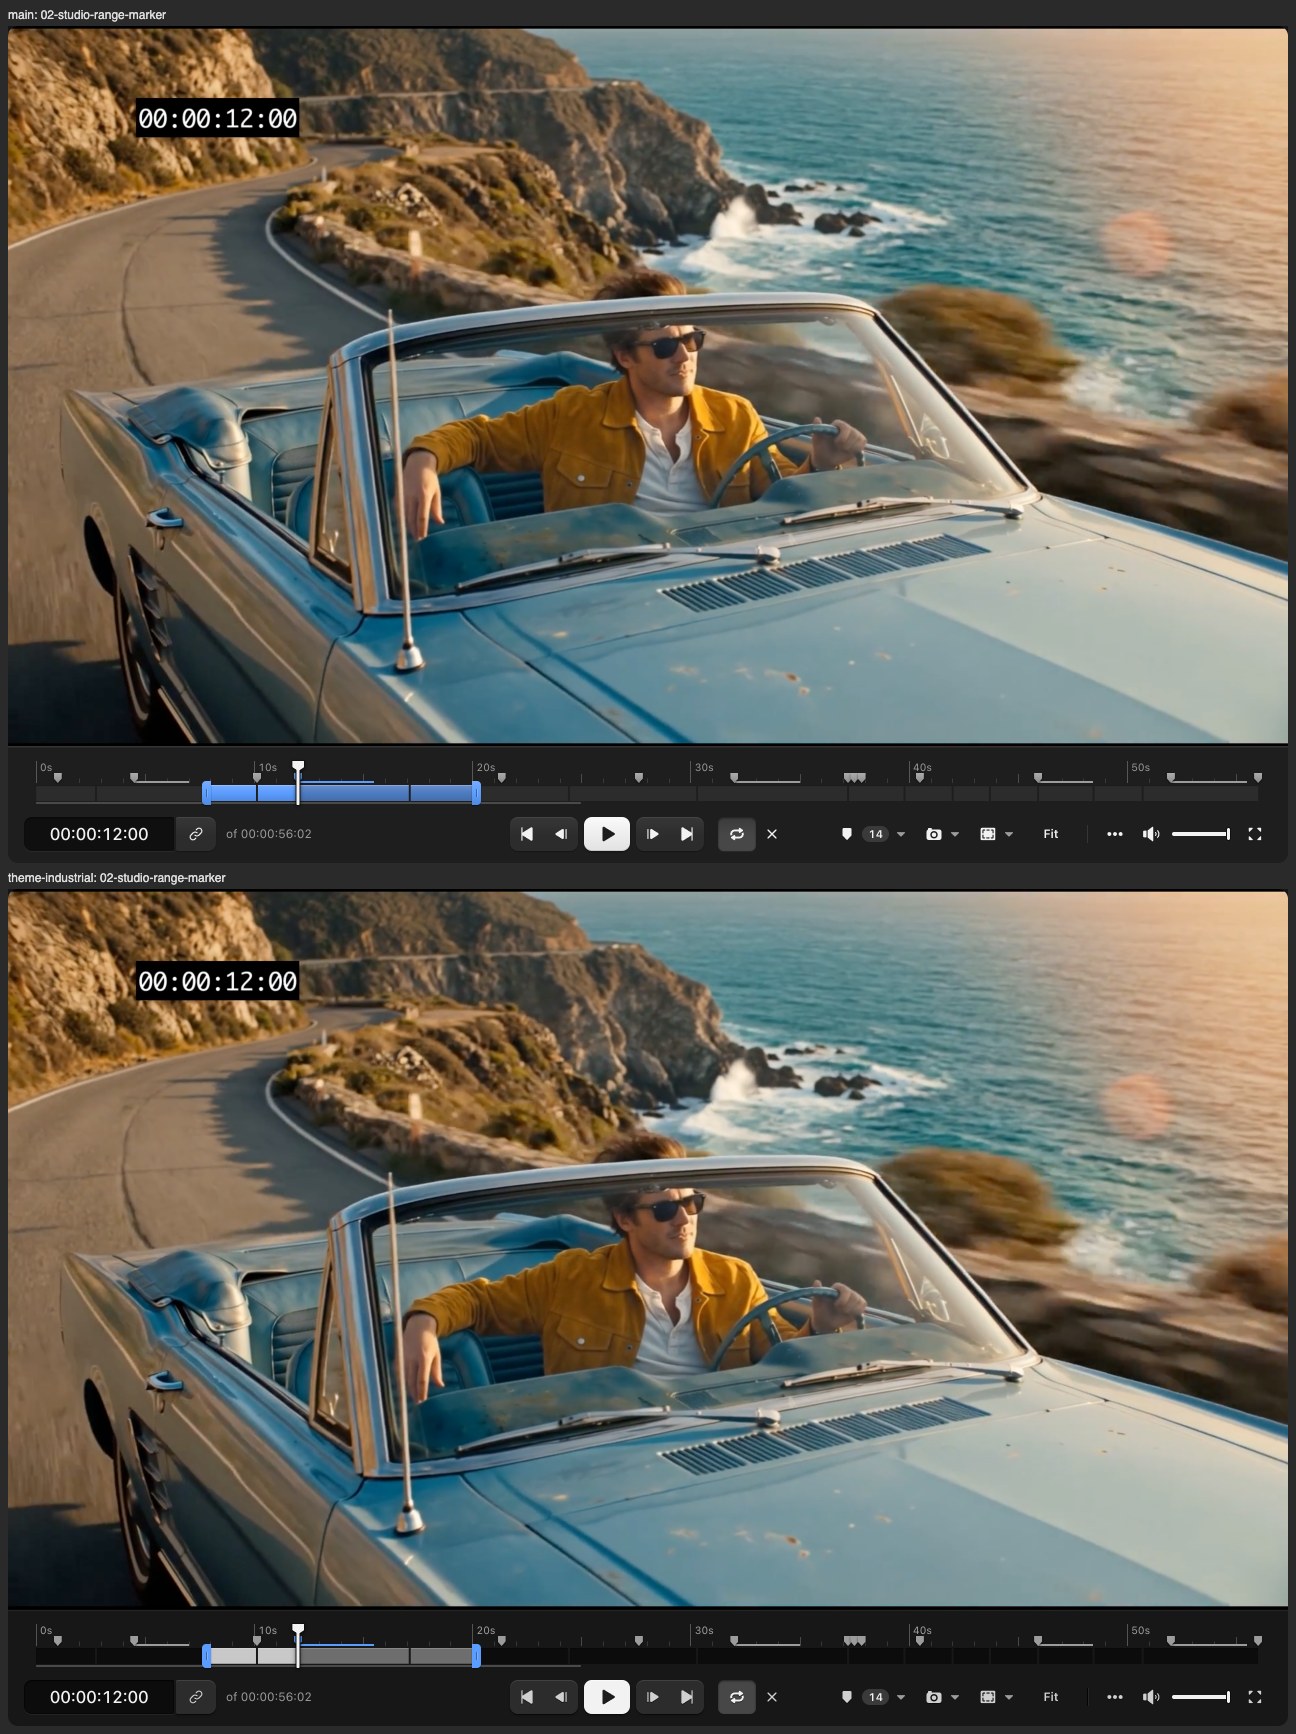 main: 02-studio-range-marker
00:00:12:00
0s 10s 20s 30s 40s 50s
00:00:12:00 of 00:00:56:02 14 Fit
theme-industrial: 02-studio-range-marker
00:00:12:00
0s 10s 20s 30s 40s 50s
00:00:12:00 of 00:00:56:02 14 Fit